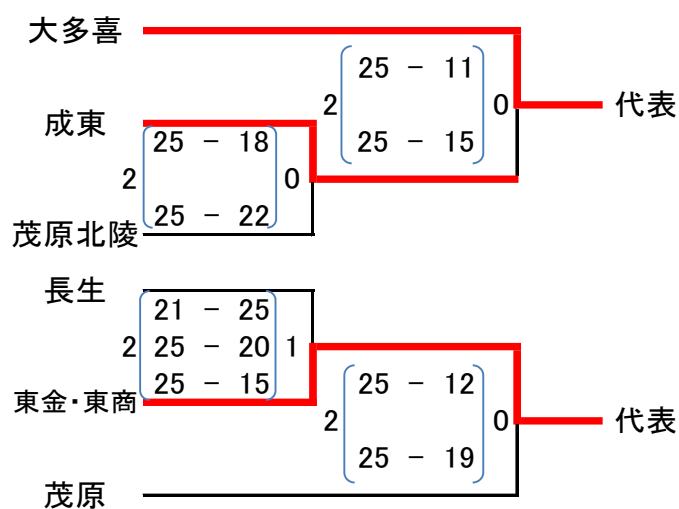 大多喜
25 - 11
2 0
代表
成東
25 - 15
25 - 18
2 0
25 - 22
茂原北陵
長生
21 - 25
2 25 - 20 1
25 - 15
東金・東商
25 - 12
2 0
代表
25 - 19
茂原